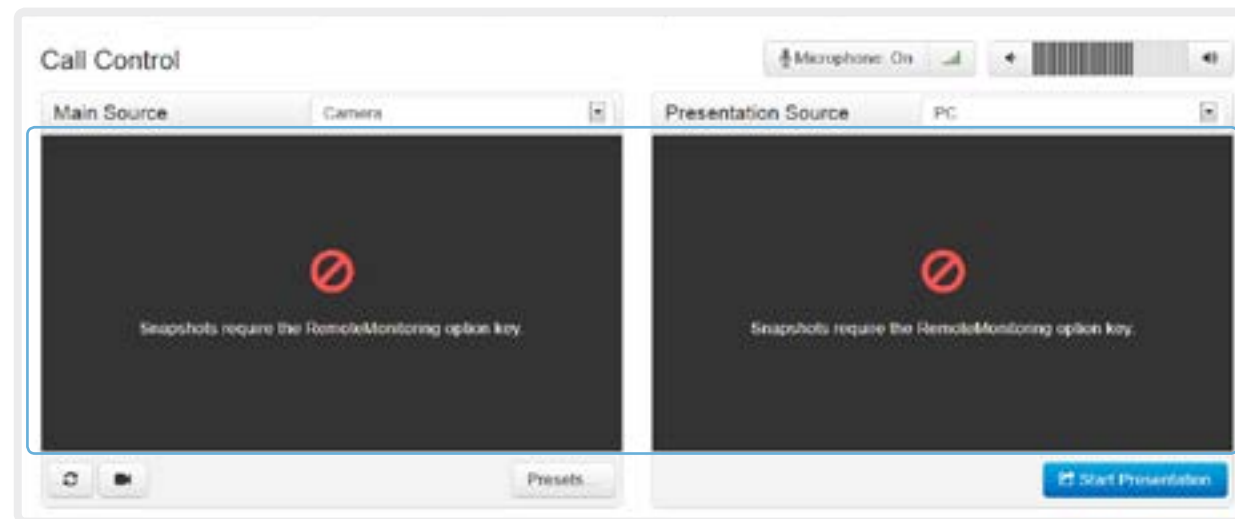 Call Control
Microphone: On
Main Source
Camera
Presentation Source
PC
Snapshots require the RemoteMonitoring option key.
Snapshots require the RemoteMonitoring option key.
Presets...
Start Presentation